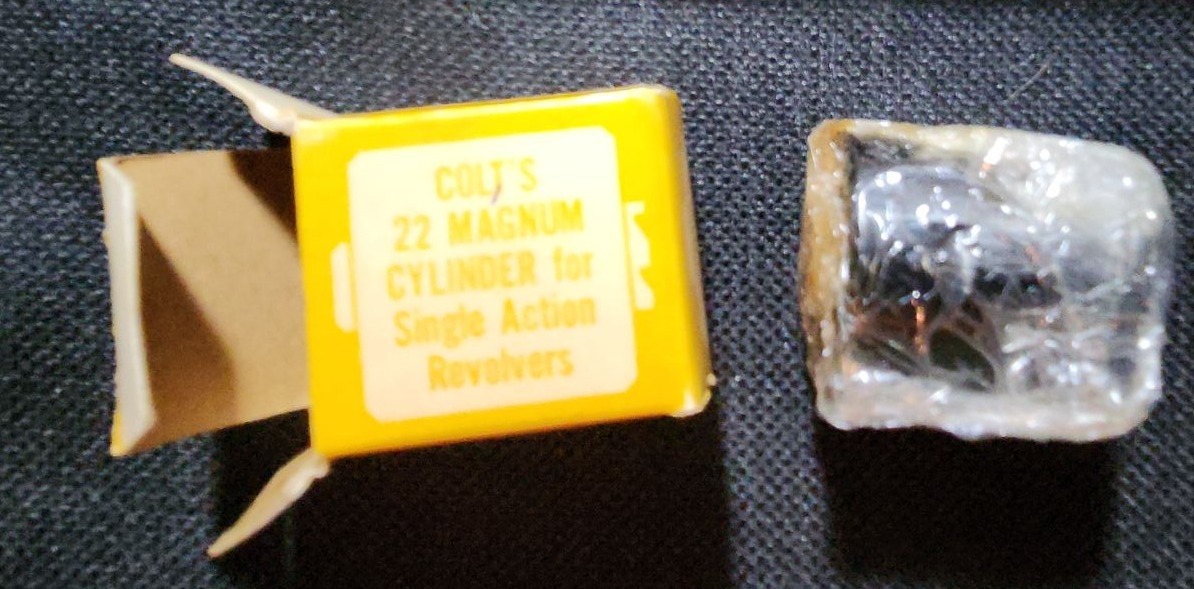 COLT'S
22 MAGNUM
CYLINDER for
Single Action
Revolvers